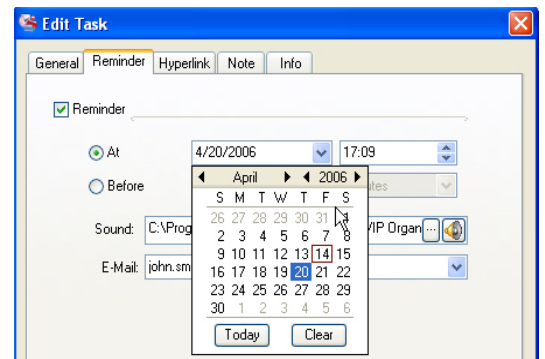 Edit Task
General Reminder Hyperlink Note Info
Reminder
At 4/20/2006 17:09
Before
April 2006
S M T W T F S
26 27 28 29 30 31 1
2 3 4 5 6 7 8
9 10 11 12 13 14 15
16 17 18 19 20 21 22
23 24 25 26 27 28 29
30 1 2 3 4 5 6
Today Clear
Sound: C:\Prog /IP Organ ...
E-Mail: john.sm